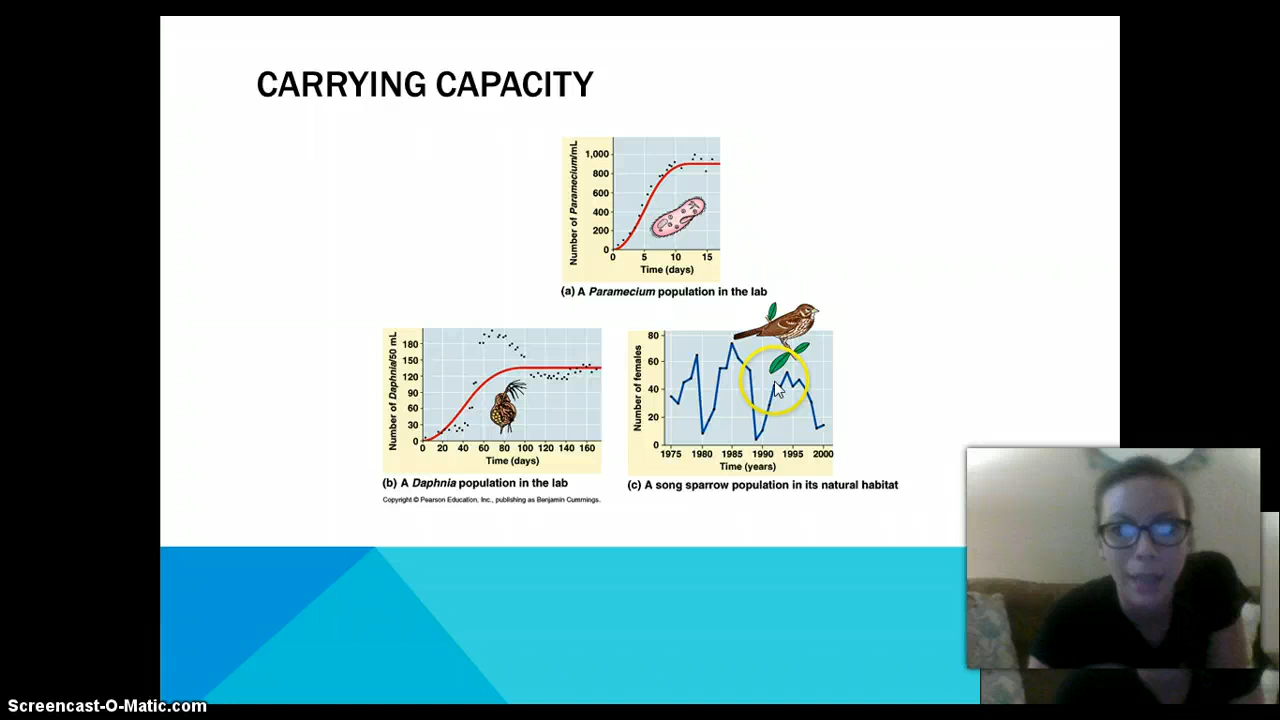 CARRYING CAPACITY
Number of Paramecium/mL
1,000
800
600
400
200
0
0 5 10 15
Time (days)
(a) A Paramecium population in the lab
Number of Daphnia/50 mL
180
150
120
90
60
30
0
0 20 40 60 80 100 120 140 160
Time (days)
(b) A Daphnia population in the lab
Copyright © Pearson Education, Inc., publishing as Benjamin Cummings.
Number of females
80
60
40
20
0
1975 1980 1985 1990 1995 2000
Time (years)
(c) A song sparrow population in its natural habitat
Screencast-O-Matic.com